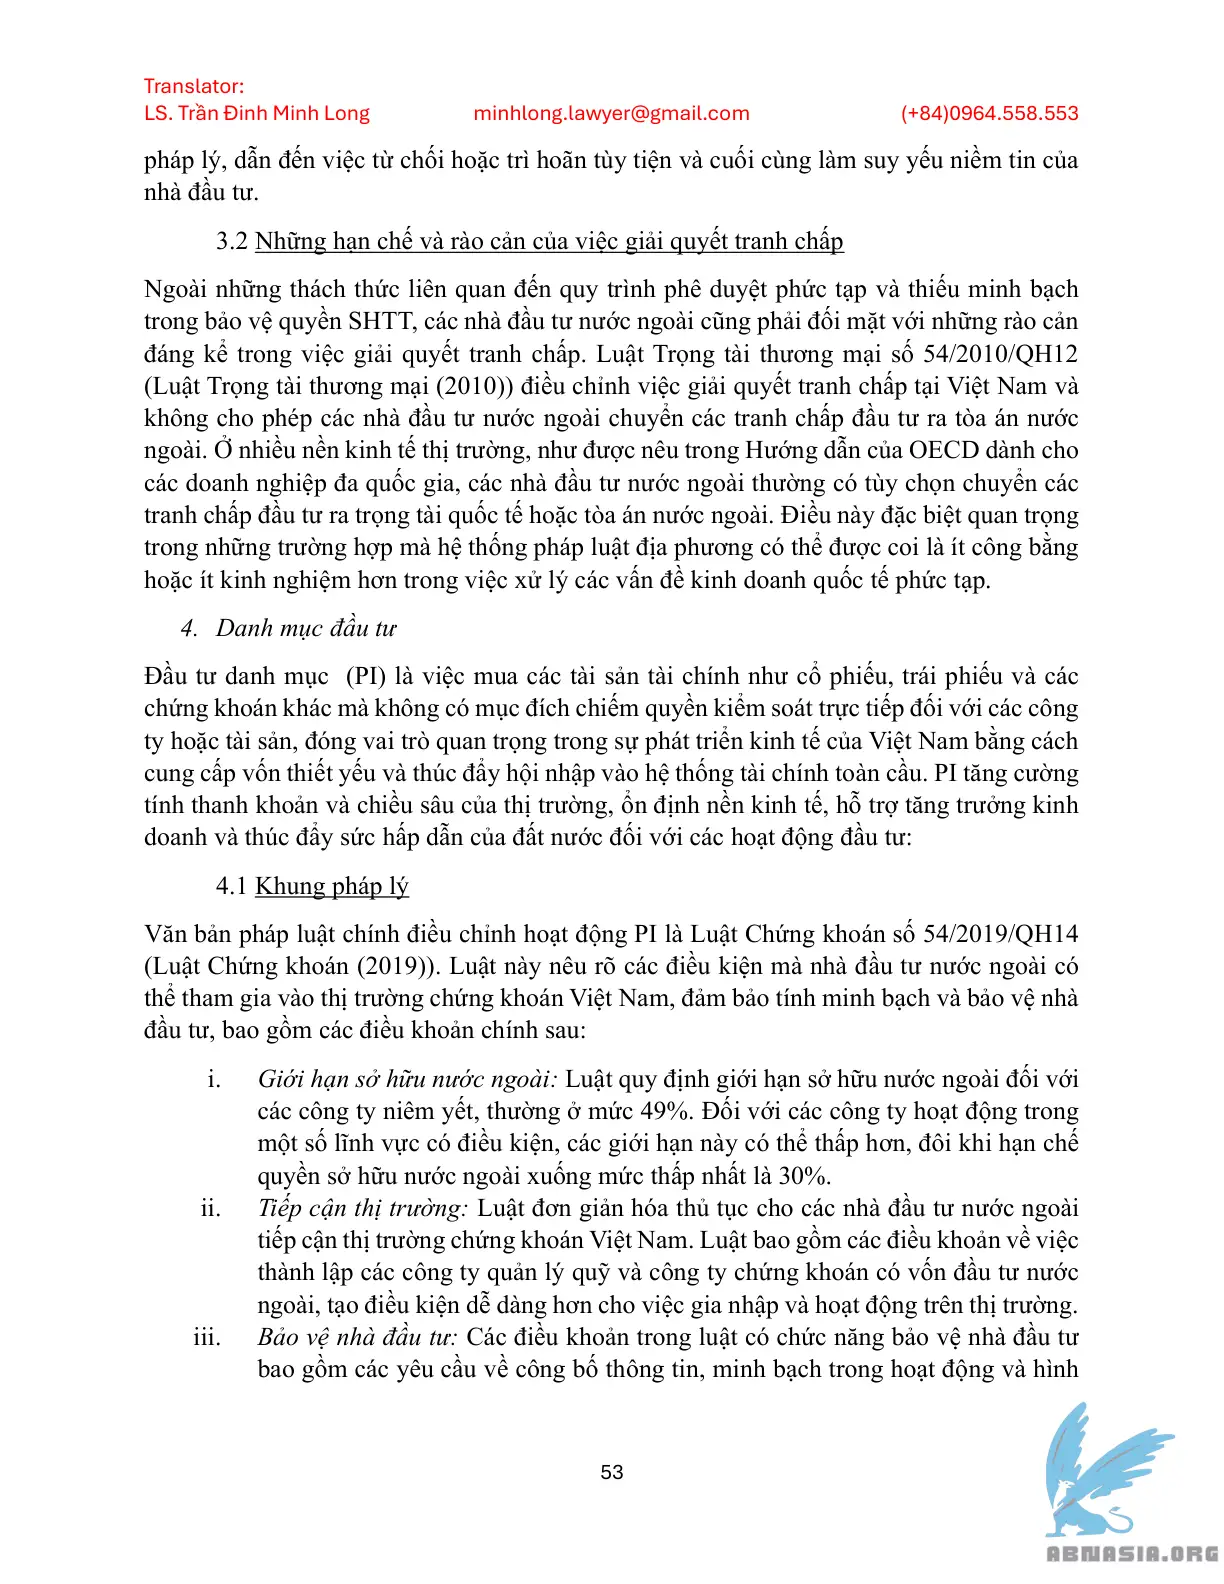 Translator:
LS. Trần Đình Minh Long minhlong.lawyer@gmail.com (+84)0964.558.553
pháp lý, dẫn đến việc từ chối hoặc trì hoãn tùy tiện và cuối cùng làm suy yếu niềm tin của
nhà đầu tư.
3.2 Những hạn chế và rào cản của việc giải quyết tranh chấp
Ngoài những thách thức liên quan đến quy trình phê duyệt phức tạp và thiếu minh bạch
trong bảo vệ quyền SHTT, các nhà đầu tư nước ngoài cũng phải đối mặt với những rào cản
đáng kể trong việc giải quyết tranh chấp. Luật Trọng tài thương mại số 54/2010/QH12
(Luật Trọng tài thương mại (2010)) điều chỉnh việc giải quyết tranh chấp tại Việt Nam và
không cho phép các nhà đầu tư nước ngoài chuyển các tranh chấp đầu tư ra tòa án nước
ngoài. Ở nhiều nền kinh tế thị trường, như được nêu trong Hướng dẫn của OECD dành cho
các doanh nghiệp đa quốc gia, các nhà đầu tư nước ngoài thường có tùy chọn chuyển các
tranh chấp đầu tư ra trọng tài quốc tế hoặc tòa án nước ngoài. Điều này đặc biệt quan trọng
trong những trường hợp mà hệ thống pháp luật địa phương có thể được coi là ít công bằng
hoặc ít kinh nghiệm hơn trong việc xử lý các vấn đề kinh doanh quốc tế phức tạp.
4. Danh mục đầu tư
Đầu tư danh mục (PI) là việc mua các tài sản tài chính như cổ phiếu, trái phiếu và các
chứng khoán khác mà không có mục đích chiếm quyền kiểm soát trực tiếp đối với các công
ty hoặc tài sản, đóng vai trò quan trọng trong sự phát triển kinh tế của Việt Nam bằng cách
cung cấp vốn thiết yếu và thúc đẩy hội nhập vào hệ thống tài chính toàn cầu. PI tăng cường
tính thanh khoản và chiều sâu của thị trường, ổn định nền kinh tế, hỗ trợ tăng trưởng kinh
doanh và thúc đẩy sức hấp dẫn của đất nước đối với các hoạt động đầu tư:
4.1 Khung pháp lý
Văn bản pháp luật chính điều chỉnh hoạt động PI là Luật Chứng khoán số 54/2019/QH14
(Luật Chứng khoán (2019)). Luật này nêu rõ các điều kiện mà nhà đầu tư nước ngoài có
thể tham gia vào thị trường chứng khoán Việt Nam, đảm bảo tính minh bạch và bảo vệ nhà
đầu tư, bao gồm các điều khoản chính sau:
i. Giới hạn sở hữu nước ngoài: Luật quy định giới hạn sở hữu nước ngoài đối với
các công ty niêm yết, thường ở mức 49%. Đối với các công ty hoạt động trong
một số lĩnh vực có điều kiện, các giới hạn này có thể thấp hơn, đôi khi hạn chế
quyền sở hữu nước ngoài xuống mức thấp nhất là 30%.
ii. Tiếp cận thị trường: Luật đơn giản hóa thủ tục cho các nhà đầu tư nước ngoài
tiếp cận thị trường chứng khoán Việt Nam. Luật bao gồm các điều khoản về việc
thành lập các công ty quản lý quỹ và công ty chứng khoán có vốn đầu tư nước
ngoài, tạo điều kiện dễ dàng hơn cho việc gia nhập và hoạt động trên thị trường.
iii. Bảo vệ nhà đầu tư: Các điều khoản trong luật có chức năng bảo vệ nhà đầu tư
bao gồm các yêu cầu về công bố thông tin, minh bạch trong hoạt động và hình
53
ABNASIA.ORG